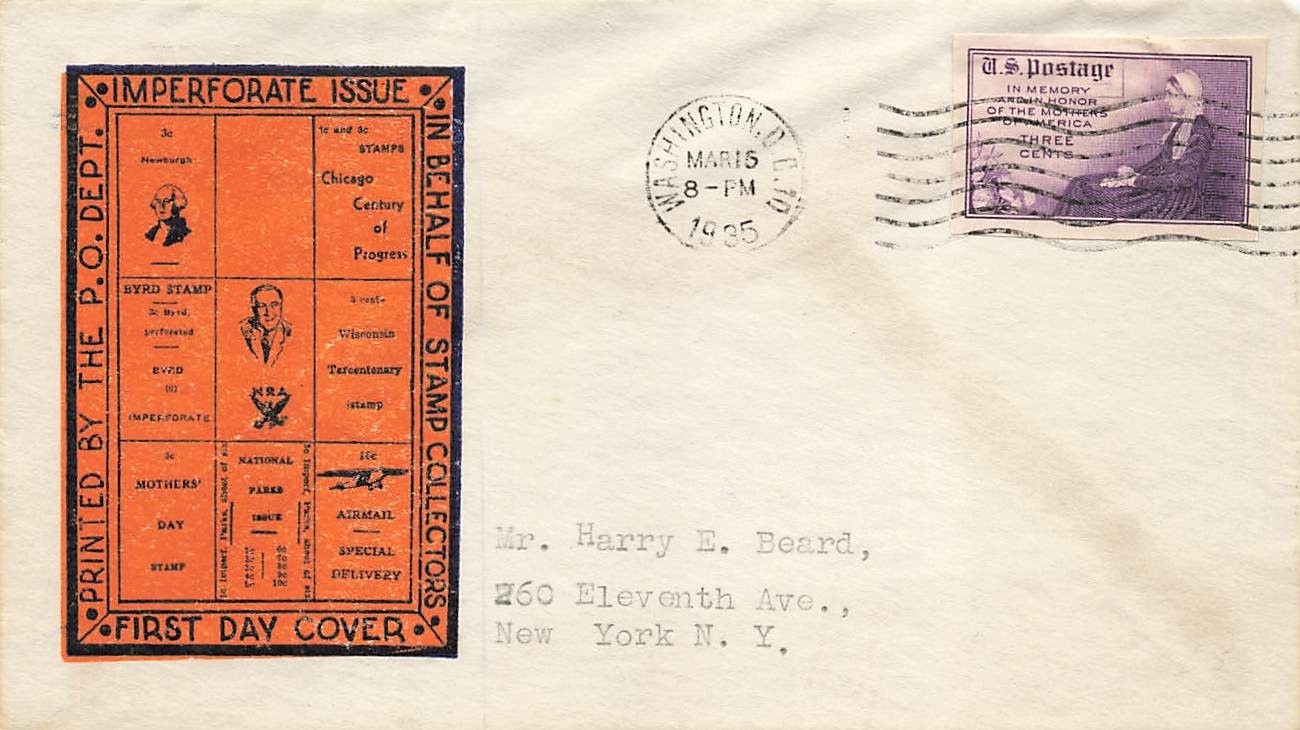 IMPERFORATE ISSUE
IN BEHALF OF STAMP COLLECTORS
PRINTED BY THE P.O. DEPT.
FIRST DAY COVER
3c
Newburgh
1c and 3c
STAMPS
Chicago
Century
of
Progress
BYRD STAMP
3c Byrd,
perforated
BYRD
IMPERFORATE
NRA
Wisconsin
Tercentenary
stamp
3c
MOTHERS'
DAY
STAMP
NATIONAL
PARKS
ISSUE
10c
16c
AIRMAIL
SPECIAL
DELIVERY
WASHINGTON, D.C. 10
MAR 15
8-PM
1935
U.S. Postage
IN MEMORY
AND IN HONOR
OF THE MOTHERS
OF AMERICA
THREE
CENTS
Mr. Harry E. Beard,
260 Eleventh Ave.,
New York N. Y.